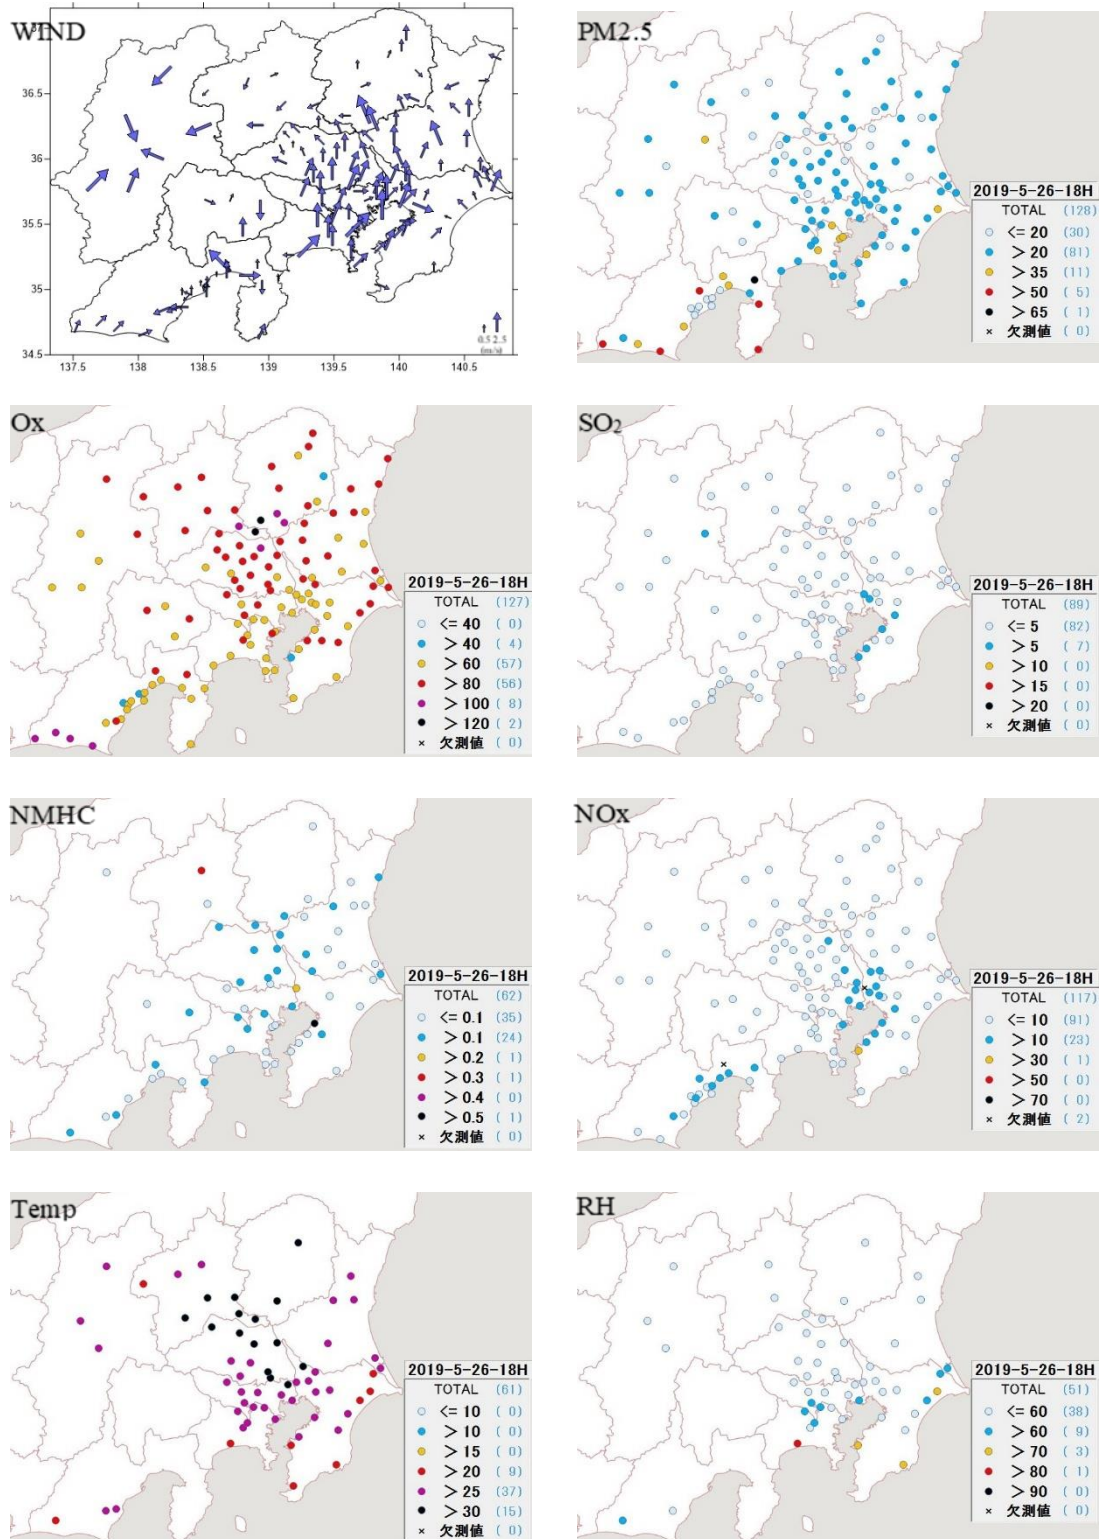 WIND
36.5
36
35.5
35
34.5
137.5 138 138.5 139 139.5 140 140.5
0.5 2.5
(m/s)
PM2.5
2019-5-26-18H
TOTAL (128)
<= 20 (30)
> 20 (81)
> 35 (11)
> 50 (5)
> 65 (1)
× 欠測値 (0)
Ox
2019-5-26-18H
TOTAL (127)
<= 40 (0)
> 40 (4)
> 60 (57)
> 80 (56)
> 100 (8)
> 120 (2)
× 欠測値 (0)
SO₂
2019-5-26-18H
TOTAL (89)
<= 5 (82)
> 5 (7)
> 10 (0)
> 15 (0)
> 20 (0)
× 欠測値 (0)
NMHC
2019-5-26-18H
TOTAL (62)
<= 0.1 (35)
> 0.1 (24)
> 0.2 (1)
> 0.3 (1)
> 0.4 (0)
> 0.5 (1)
× 欠測値 (0)
NOx
2019-5-26-18H
TOTAL (117)
<= 10 (91)
> 10 (23)
> 30 (1)
> 50 (0)
> 70 (0)
× 欠測値 (2)
Temp
2019-5-26-18H
TOTAL (61)
<= 10 (0)
> 10 (0)
> 15 (0)
> 20 (9)
> 25 (37)
> 30 (15)
× 欠測値 (0)
RH
2019-5-26-18H
TOTAL (51)
<= 60 (38)
> 60 (9)
> 70 (3)
> 80 (1)
> 90 (0)
× 欠測値 (0)